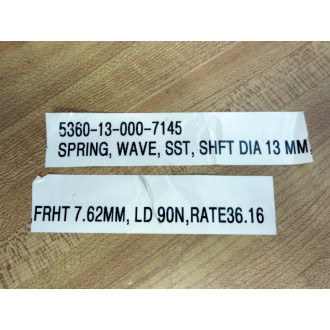 5360-13-000-7145
SPRING, WAVE, SST, SHFT DIA 13 MM,
FRHT 7.62MM, LD 90N,RATE36.16